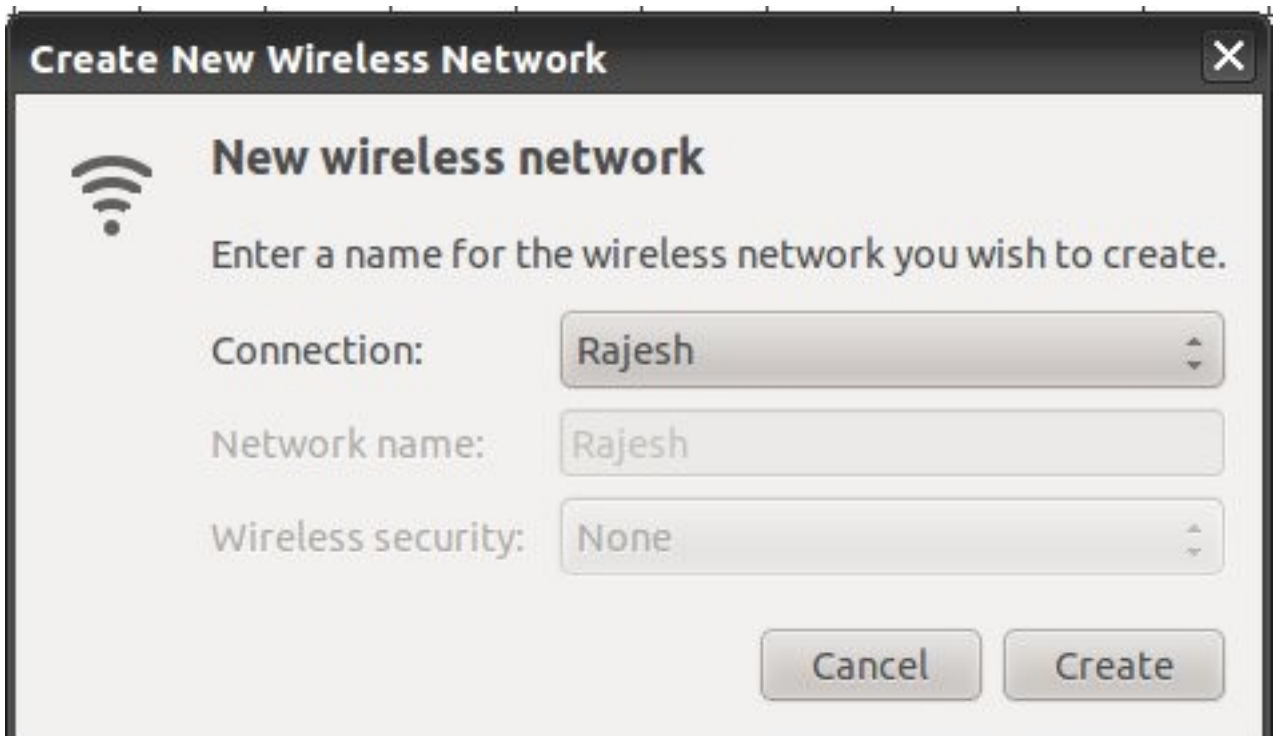 Create New Wireless Network
New wireless network
Enter a name for the wireless network you wish to create.
Connection: Rajesh
Network name: Rajesh
Wireless security: None
Cancel Create